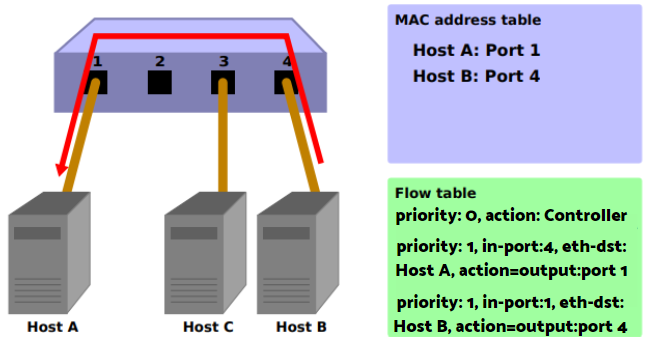 1 2 3 4
Host A
Host C
Host B
MAC address table
Host A: Port 1
Host B: Port 4
Flow table
priority: 0, action: Controller
priority: 1, in-port:4, eth-dst:
Host A, action=output:port 1
priority: 1, in-port:1, eth-dst:
Host B, action=output:port 4